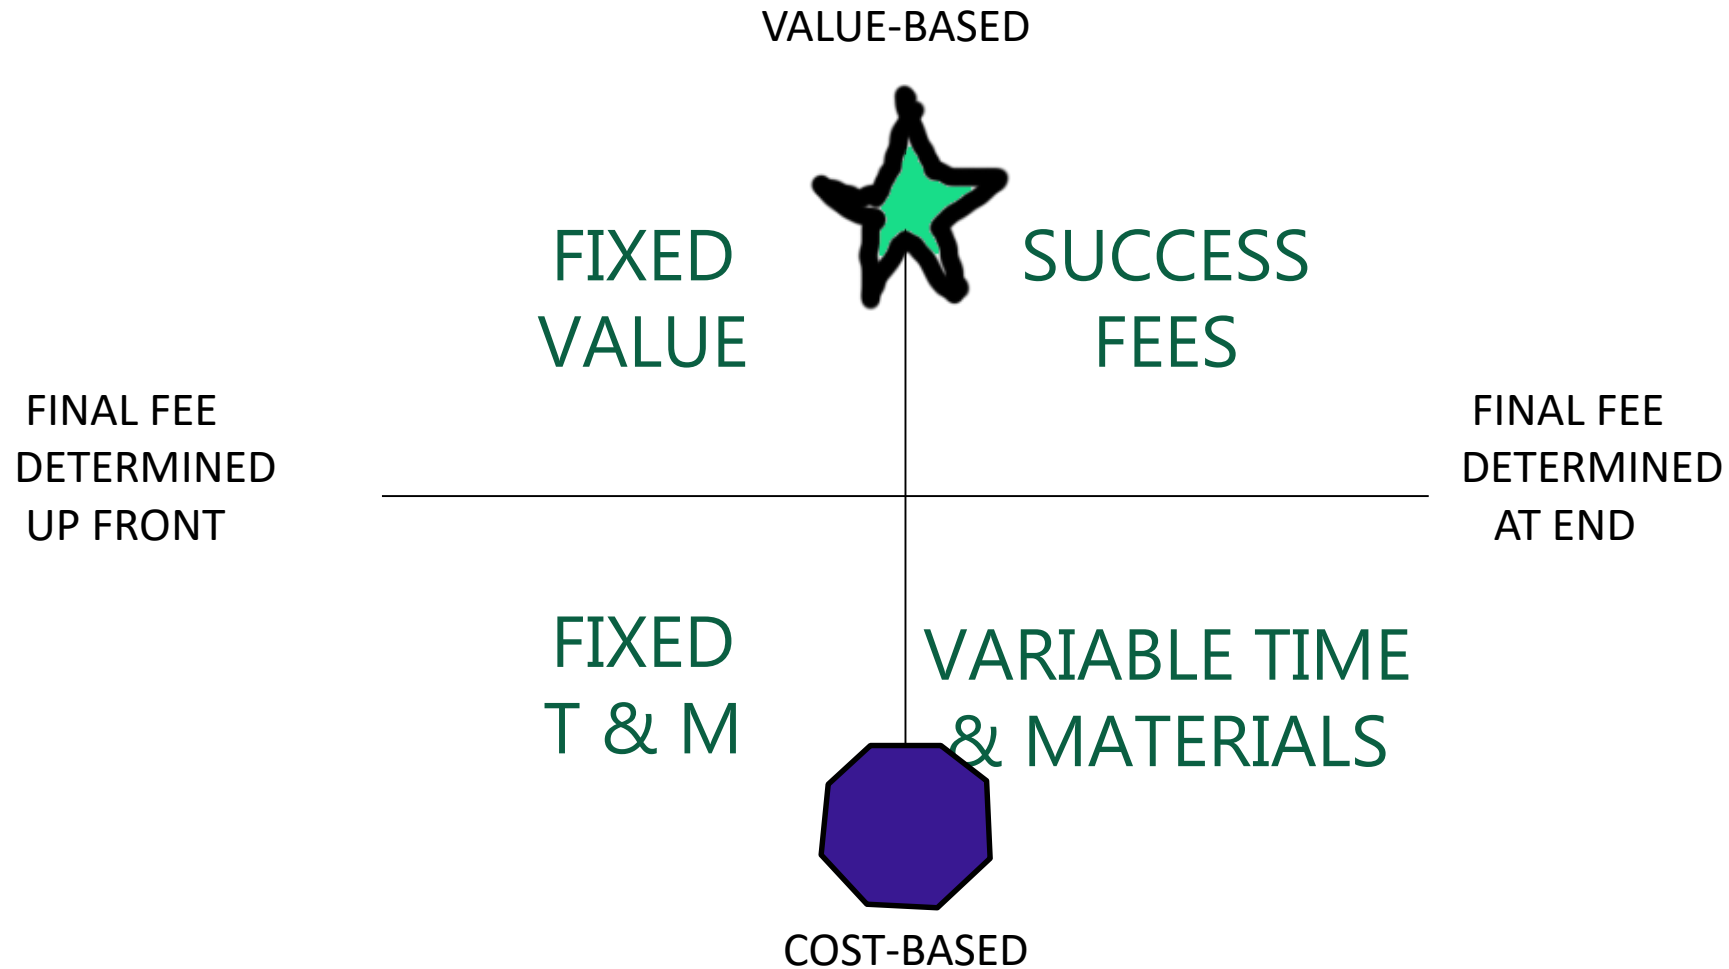 VALUE-BASED
FIXED
VALUE
SUCCESS
FEES
FINAL FEE
DETERMINED
UP FRONT
FINAL FEE
DETERMINED
AT END
FIXED
T & M
VARIABLE TIME
& MATERIALS
COST-BASED